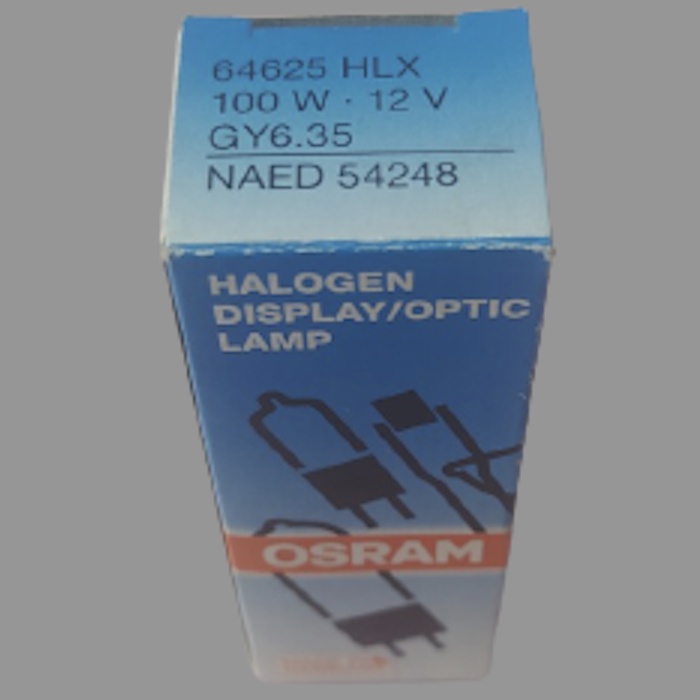 64625 HLX
100 W · 12 V
GY6.35
NAED 54248
HALOGEN
DISPLAY/OPTIC
LAMP
OSRAM